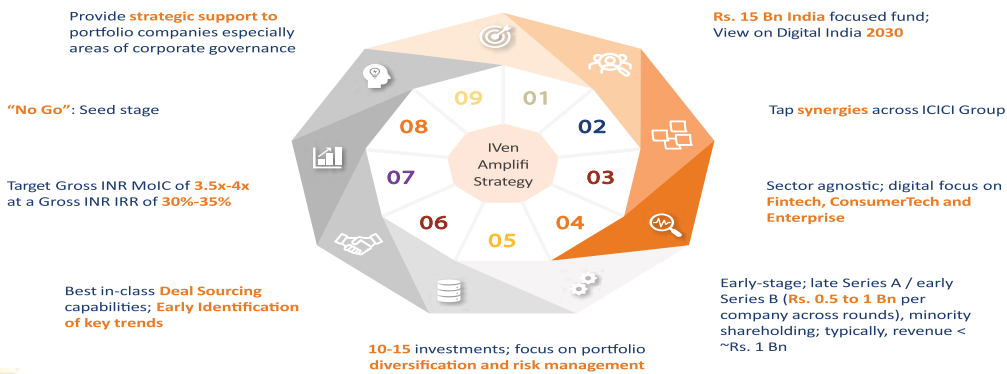 Provide strategic support to
portfolio companies especially
areas of corporate governance
Rs. 15 Bn India focused fund;
View on Digital India 2030
“No Go”: Seed stage
Tap synergies across ICICI Group
Target Gross INR MoIC of 3.5x-4x
at a Gross INR IRR of 30%-35%
Sector agnostic; digital focus on
Fintech, ConsumerTech and
Enterprise
Best in-class Deal Sourcing
capabilities; Early Identification
of key trends
Early-stage; late Series A / early
Series B (Rs. 0.5 to 1 Bn per
company across rounds), minority
shareholding; typically, revenue <
~Rs. 1 Bn
10-15 investments; focus on portfolio
diversification and risk management
IVen
Amplifi
Strategy
01
02
03
04
05
06
07
08
09